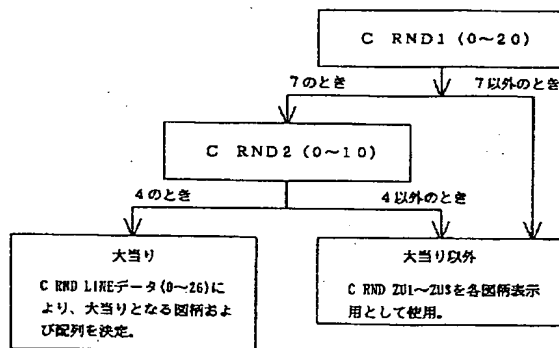 C RND1 (0～20)
7のとき
7以外のとき
C RND2 (0～10)
4のとき
4以外のとき
大当り
C RND LINEデータ(0～26)に
より、大当りとなる図柄およ
び配列を決定。
大当り以外
C RND ZU1～ZU9を各図柄表示
用として使用。